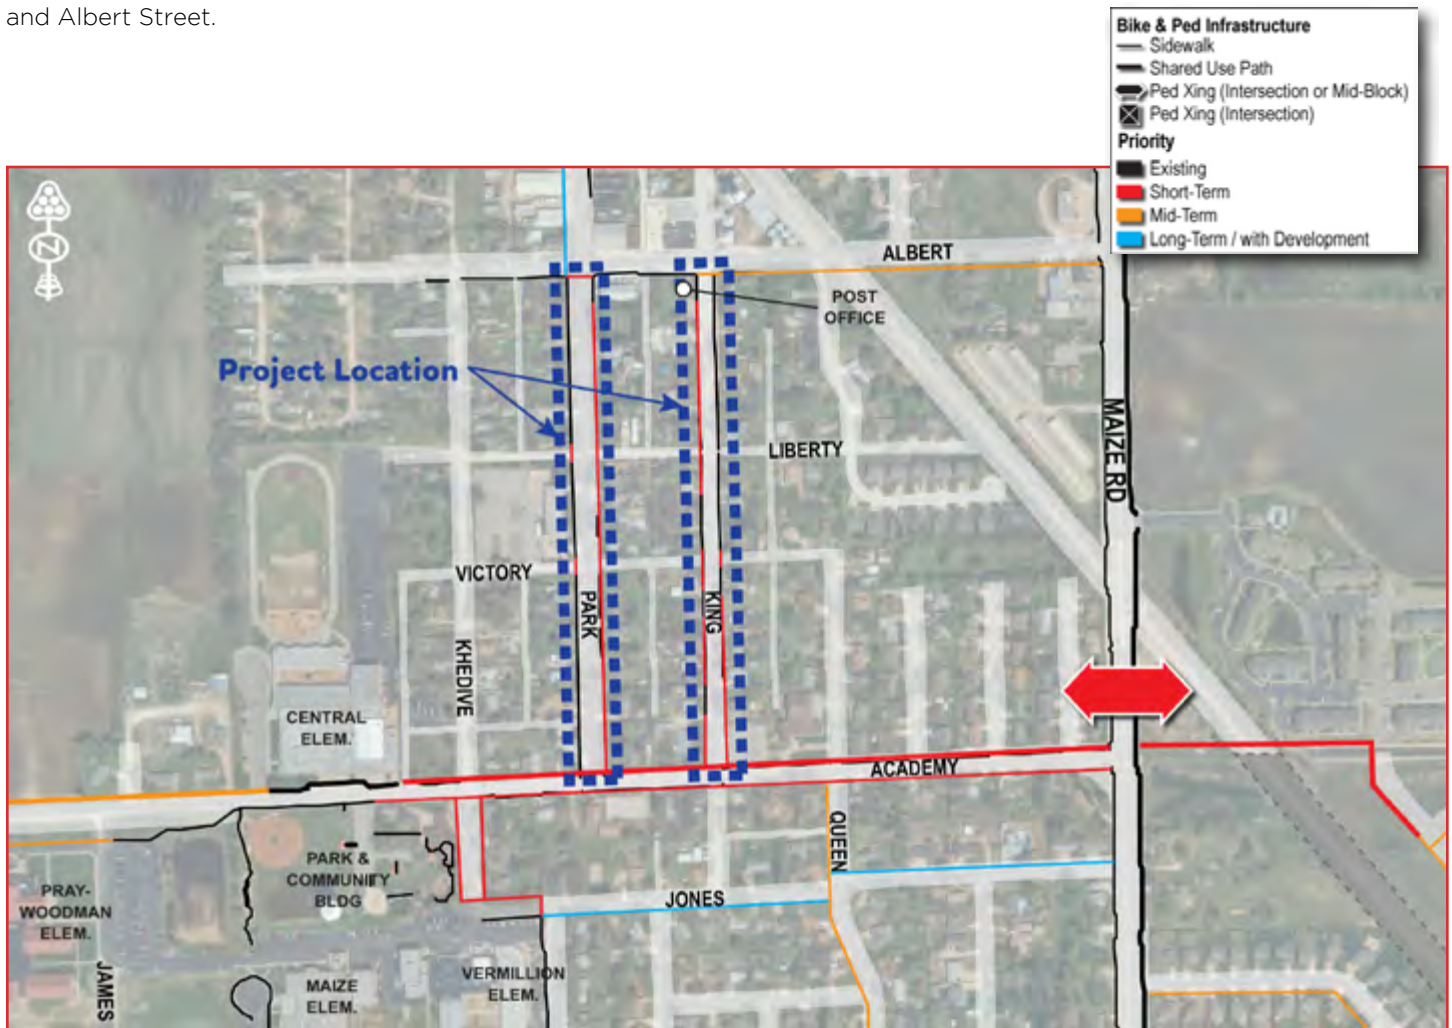 and Albert Street.
Bike & Ped Infrastructure
Sidewalk
Shared Use Path
Ped Xing (Intersection or Mid-Block)
Ped Xing (Intersection)
Priority
Existing
Short-Term
Mid-Term
Long-Term / with Development
N
ALBERT
POST
OFFICE
Project Location
MAIZE RD
LIBERTY
VICTORY
PARK
KING
KHEDIVE
CENTRAL
ELEM.
ACADEMY
QUEEN
PARK &
COMMUNITY
BLDG
PRAY-
WOODMAN
ELEM.
JONES
JAMES
MAIZE
ELEM.
VERMILLION
ELEM.